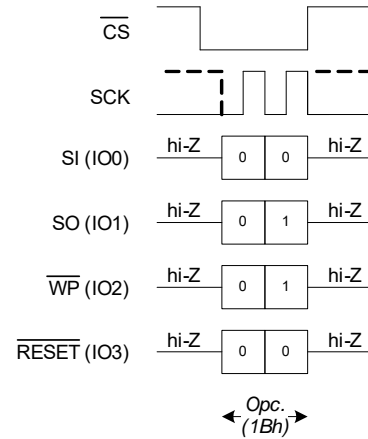 CS
SCK
hi-Z hi-Z
SI (IO0) 0 0
hi-Z hi-Z
SO (IO1) 0 1
hi-Z hi-Z
WP (IO2) 0 1
hi-Z hi-Z
RESET (IO3) 0 0
Opc.
(1Bh)